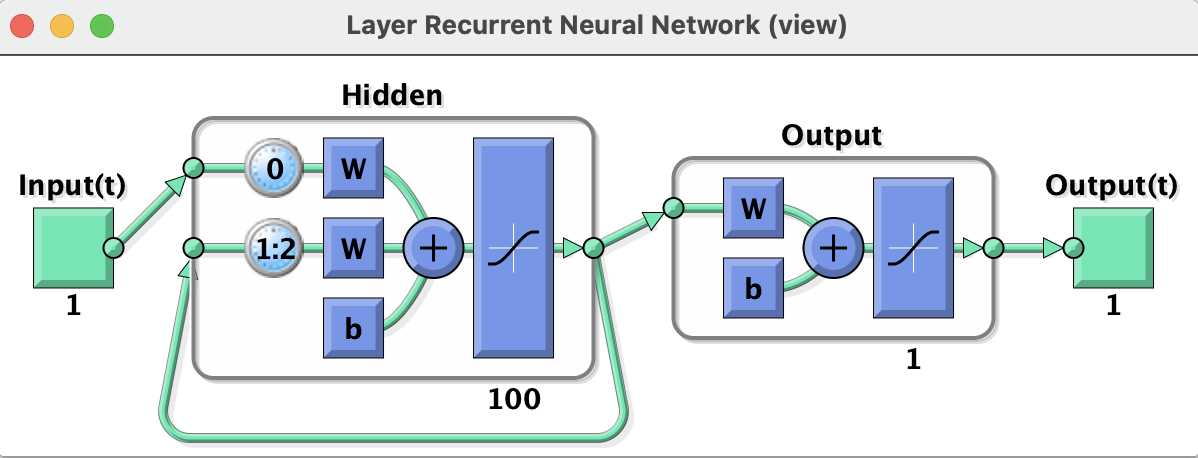 Layer Recurrent Neural Network (view)
Hidden
Output
Input(t)
Output(t)
0
W
1:2
W
b
W
b
1
100
1
1